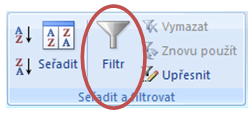 A
Z
Z
A
A Z
Z A
Seřadit
Filtr
Vymazat
Znovu použít
Upřesnit
Seřadit a filtrovat